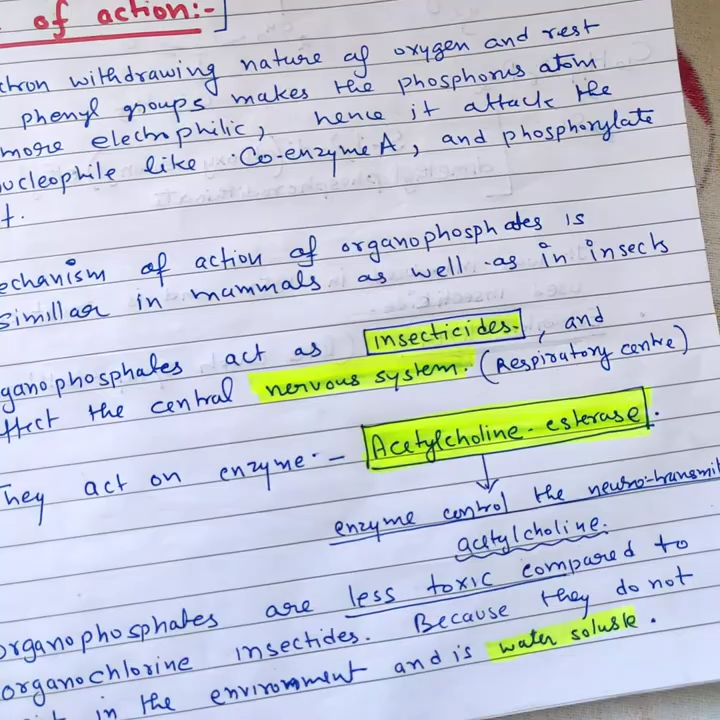 of action:-]
ctron withdrawing nature of oxygen and rest
phenyl groups makes the phosphorus atom
more electrophilic, hence it attack the
nucleophile like Co-enzyme A, and phosphorylate
t.
echanism of action of organophosphates is
simillar in mammals as well as in insects
ganophosphates act as insecticides., and
ffect the central nervous system. (Respiratory centre)
They act on enzyme:- Acetylcholine-esterase.
enzyme control the neuro-transmit
acetylcholine.
organophosphates are less toxic compared to
organochlorine insectides. Because they do not
in the environment and is water soluble.